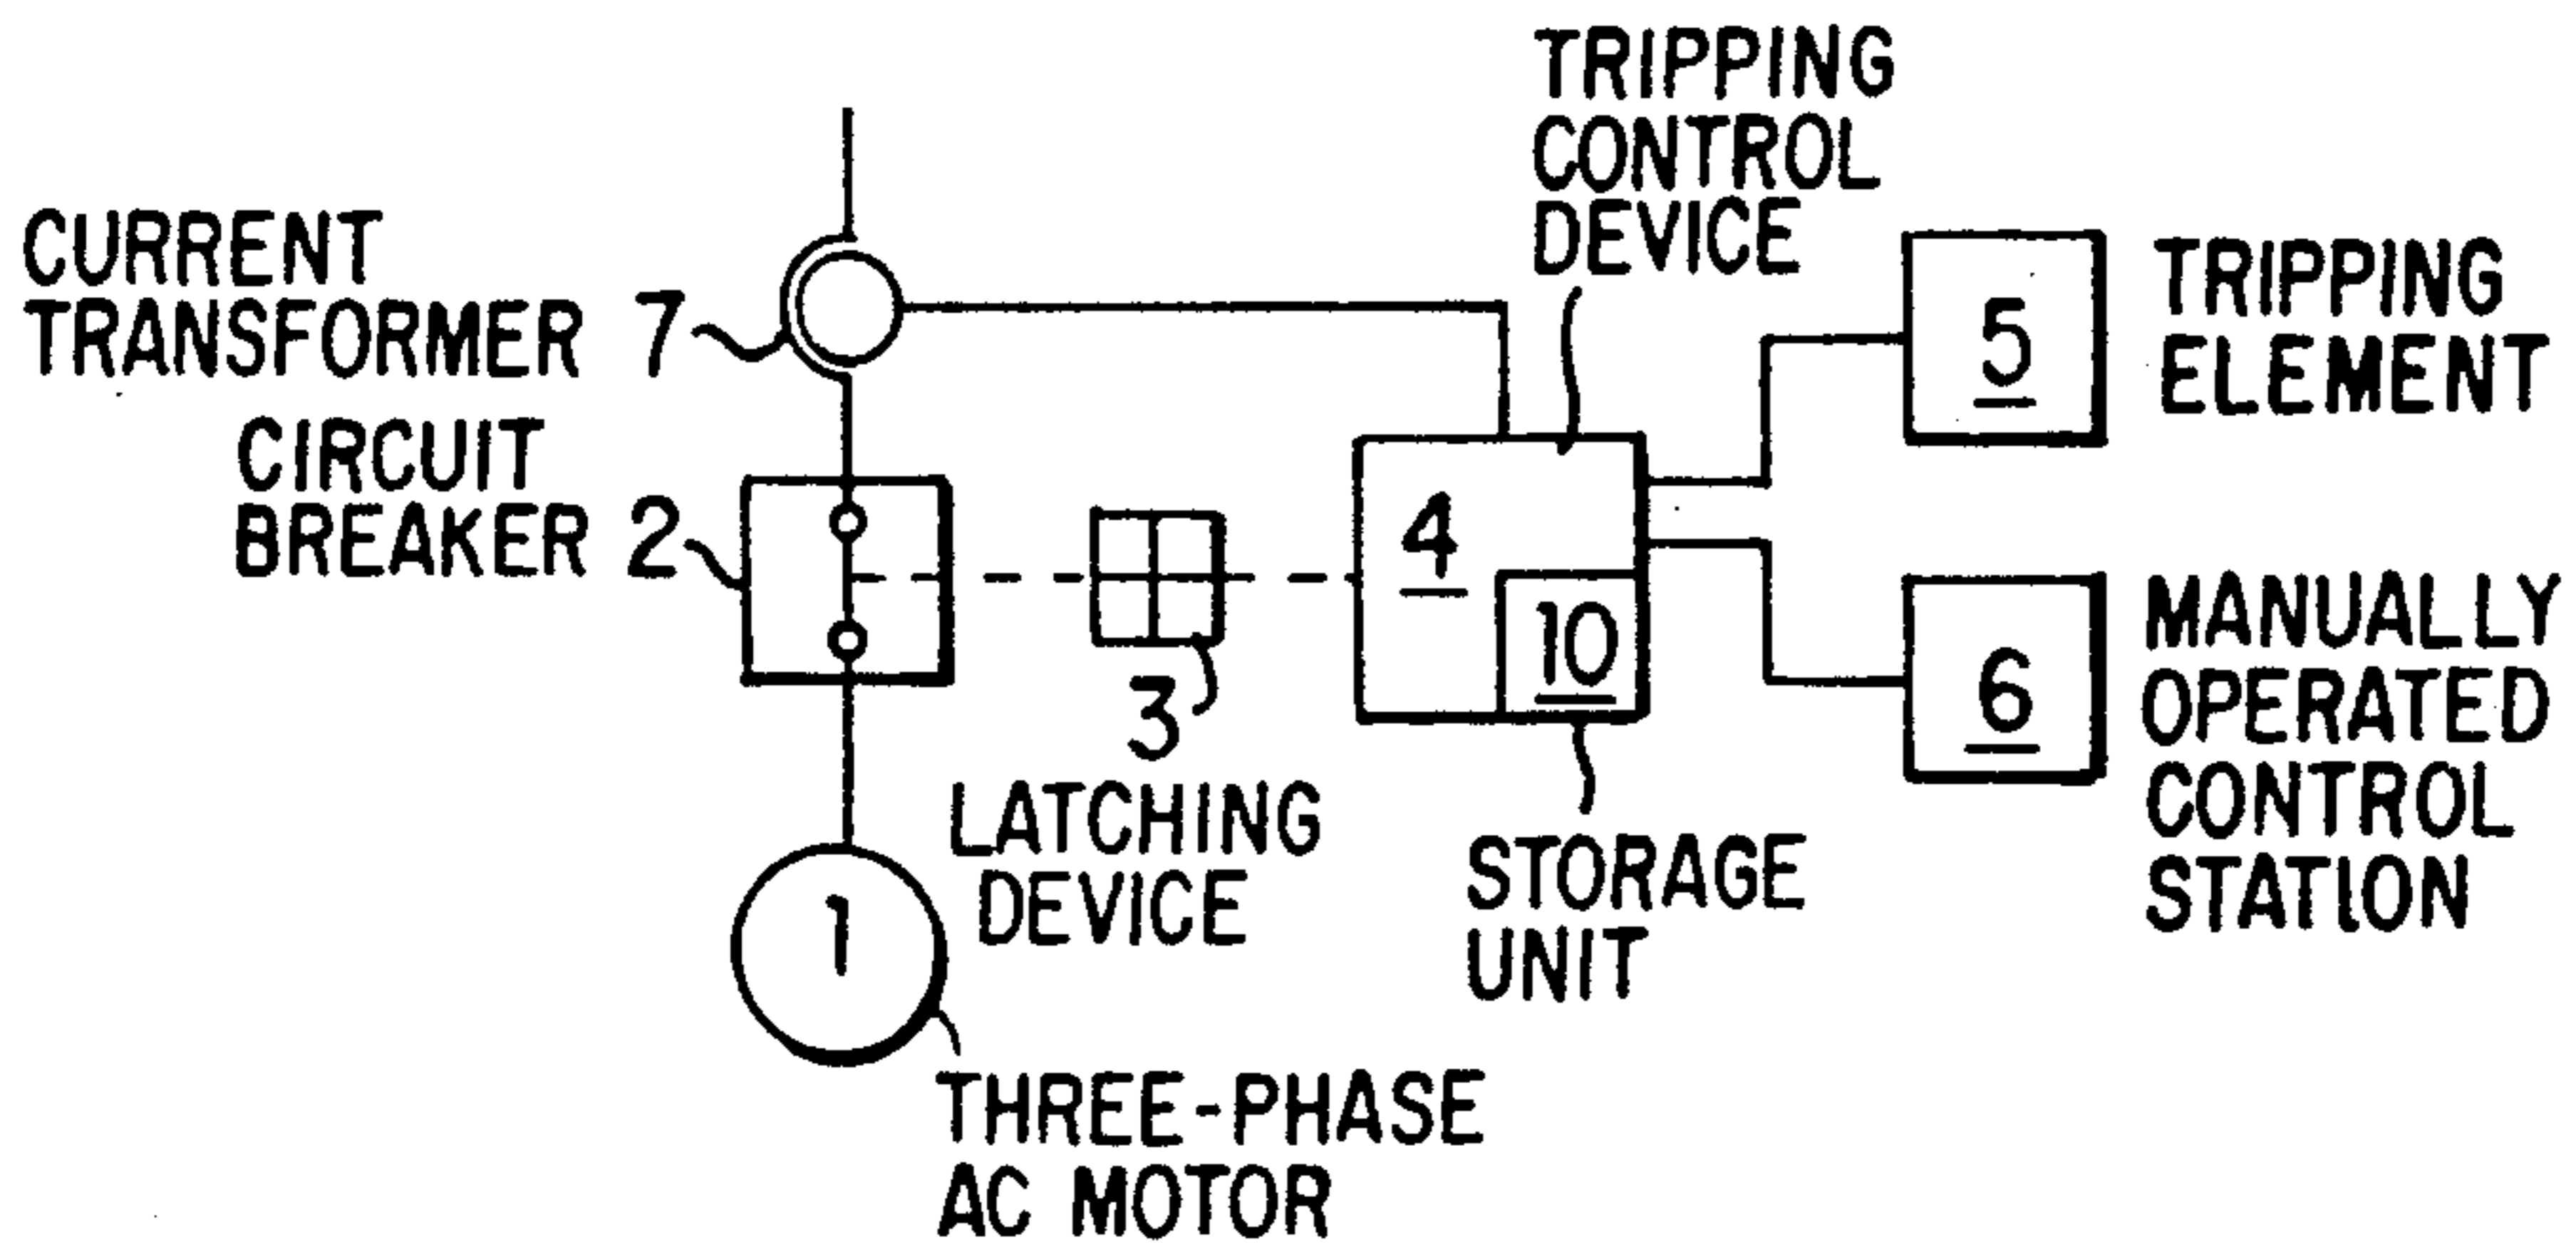 TRIPPING
CONTROL
DEVICE
CURRENT
TRANSFORMER 7
TRIPPING
ELEMENT
5
CIRCUIT
BREAKER 2
4
10
3
LATCHING
DEVICE
6
MANUALLY
OPERATED
CONTROL
STATION
STORAGE
UNIT
1
THREE-PHASE
AC MOTOR